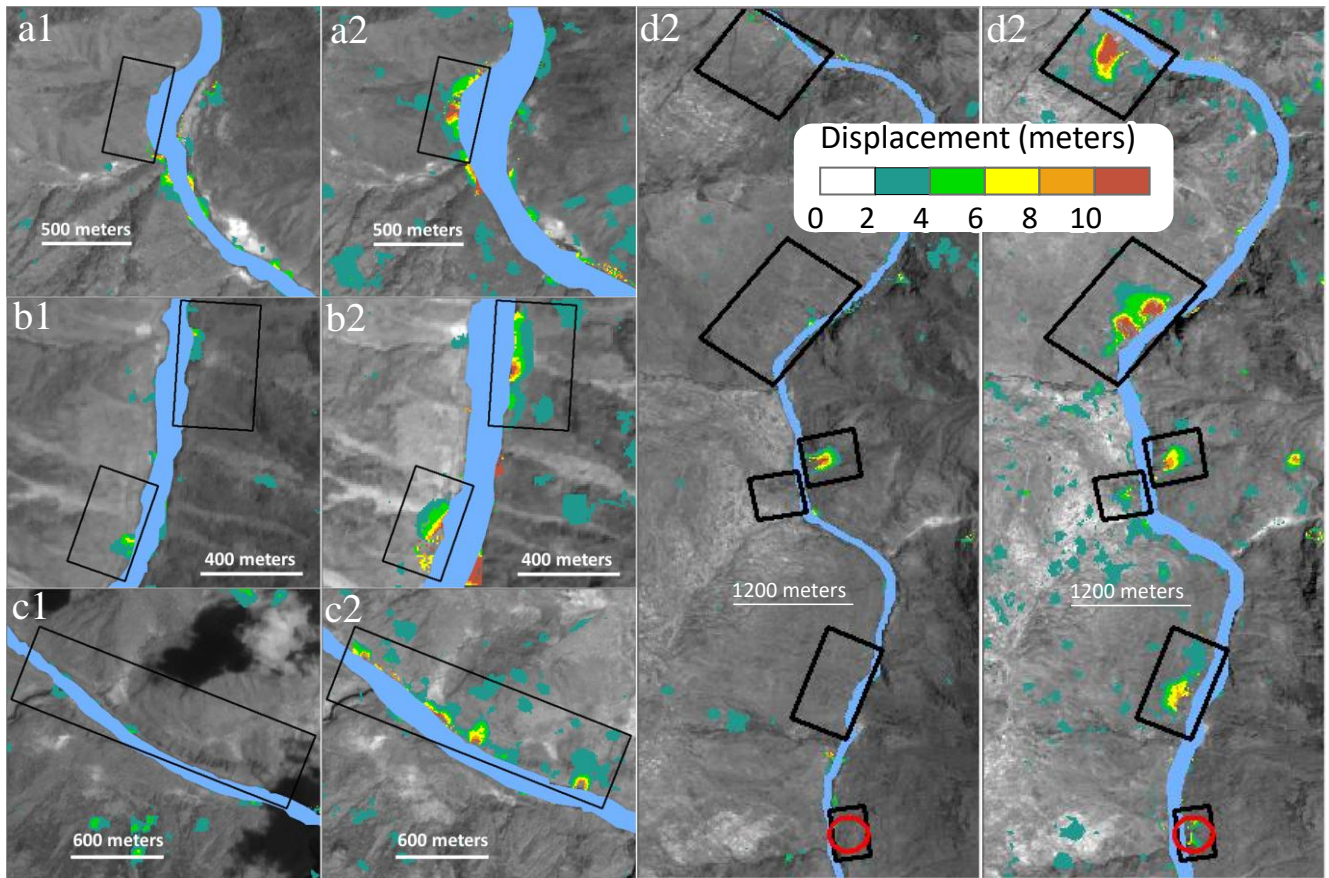 a1
a2
d2
d2
Displacement (meters)
0 2 4 6 8 10
500 meters
500 meters
b1
b2
400 meters
400 meters
c1
c2
1200 meters
1200 meters
600 meters
600 meters